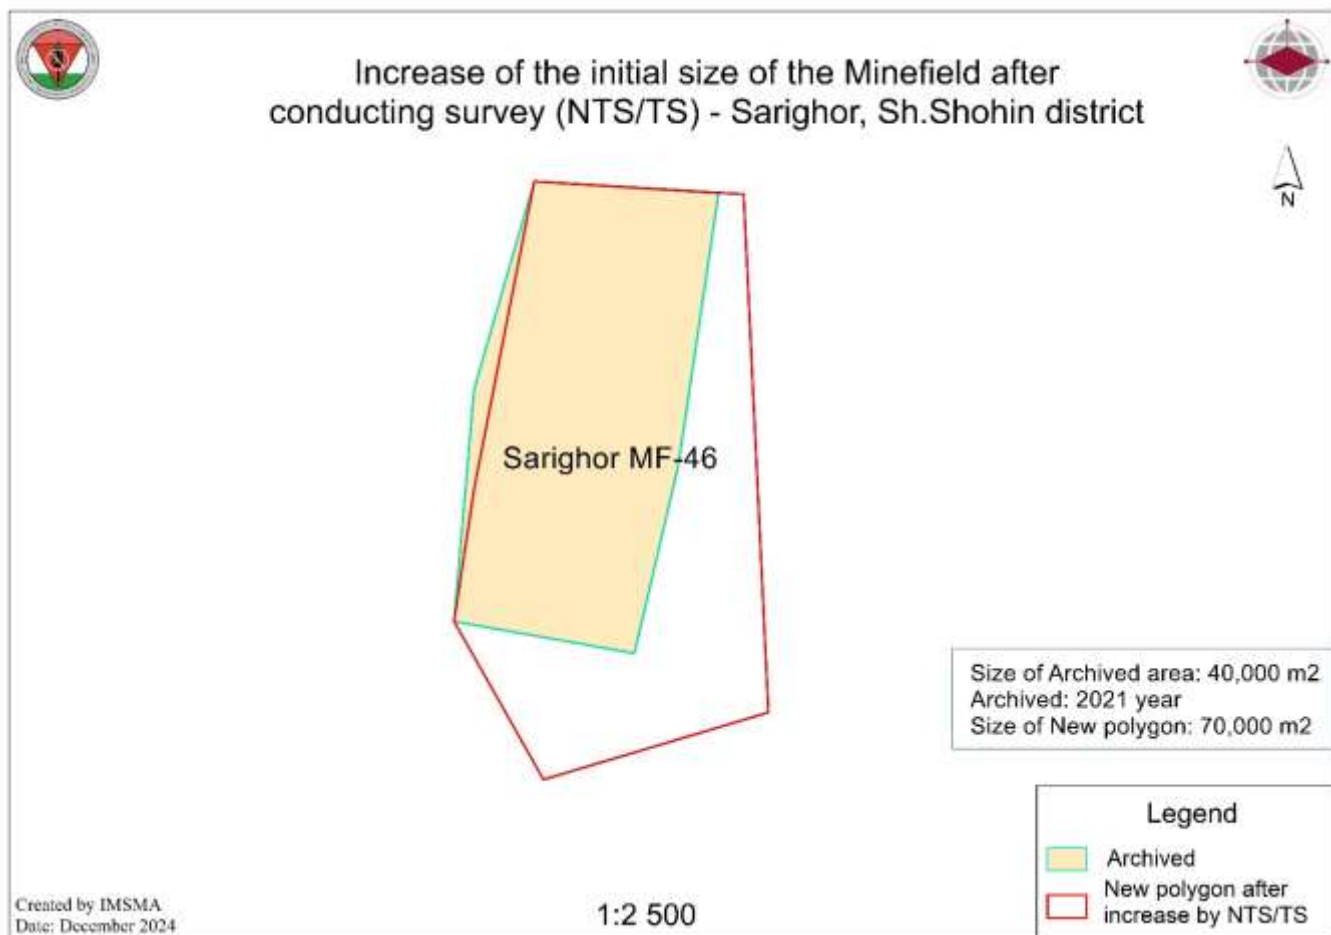 Increase of the initial size of the Minefield after
conducting survey (NTS/TS) - Sarighor, Sh.Shohin district
N
Sarighor MF-46
Size of Archived area: 40,000 m2
Archived: 2021 year
Size of New polygon: 70,000 m2
Legend
Archived
New polygon after
increase by NTS/TS
1:2 500
Created by IMSMA
Date: December 2024